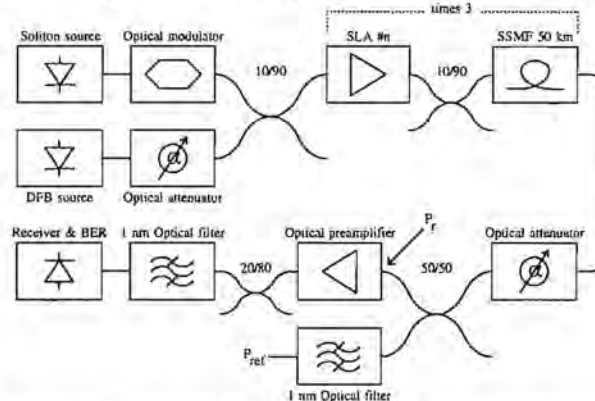 times 3
Soliton source
Optical modulator
10/90
SLA #n
10/90
SSMF 50 km
α
DFB source
Optical attenuator
Receiver & BER
1 nm Optical filter
20/80
Optical preamplifier
Pr
50/50
Optical attenuator
α
Pref
1 nm Optical filter